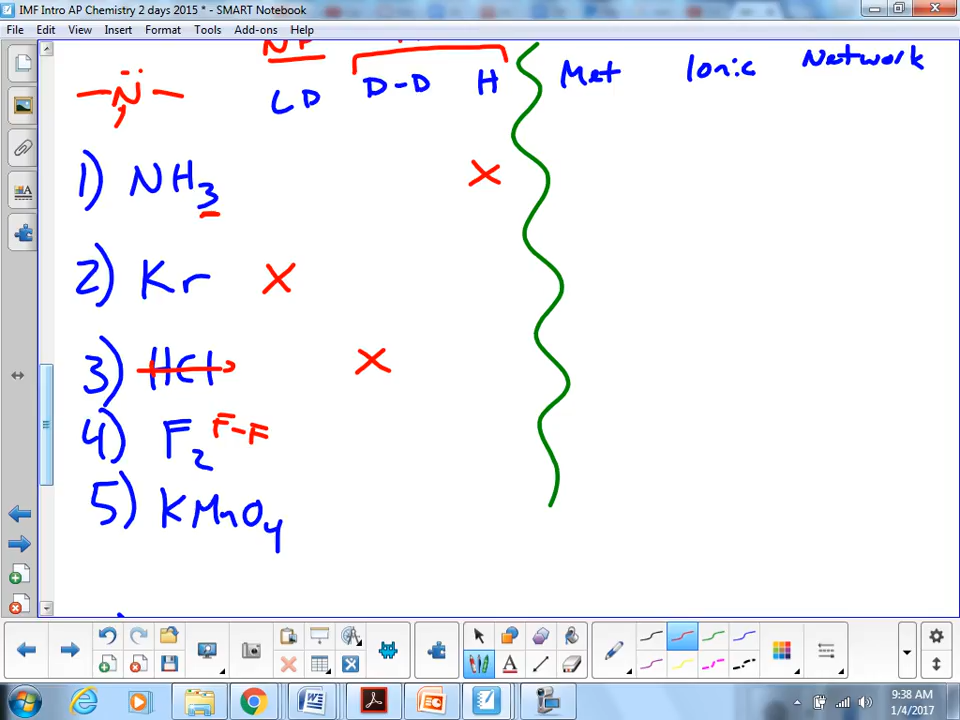 IMF Intro AP Chemistry 2 days 2015 * - SMART Notebook
File Edit View Insert Format Tools Add-ons Help
Met Ionic Network
N LD D-D H
1) NH3 X
2) Kr X
3) HCl X
4) F2 F-F
5) KMnO4
9:38 AM
1/4/2017